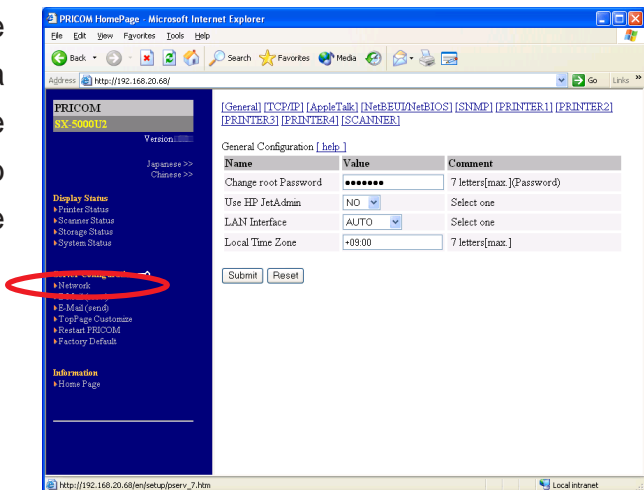 PRICOM HomePage - Microsoft Internet Explorer
File Edit View Favorites Tools Help
Back Search Favorites Media
Address http://192.168.20.68/ Go Links »
PRICOM
SX-5000U2
Version
Japanese >>
Chinese >>
Display Status
Printer Status
Scanner Status
Storage Status
System Status
Network
E-Mail (send)
TopPage Customize
Restart PRICOM
Factory Default
Information
Home Page
[General] [TCP/IP] [AppleTalk] [NetBEUI/NetBIOS] [SNMP] [PRINTER1] [PRINTER2]
[PRINTER3] [PRINTER4] [SCANNER]
General Configuration [ help ]
Name Value Comment
Change root Password ●●●●●●● 7 letters[max.](Password)
Use HP JetAdmin NO Select one
LAN Interface AUTO Select one
Local Time Zone +09:00 7 letters[max.]
Submit Reset
http://192.168.20.68/en/setup/pserv_7.htm Local intranet